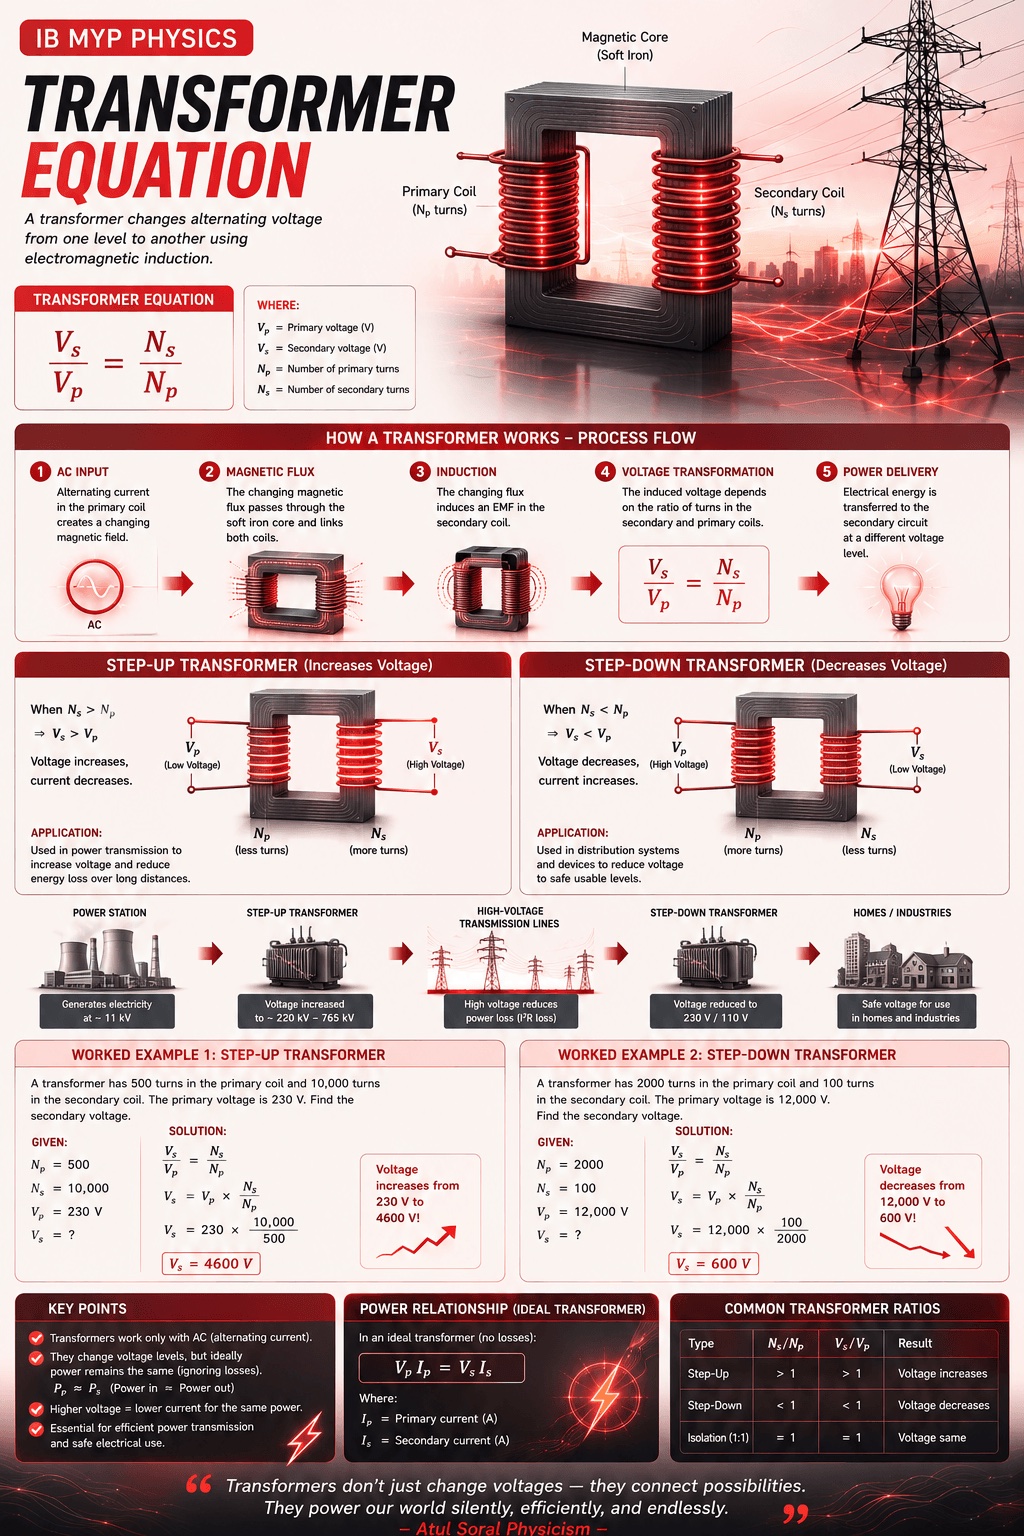 IB MYP PHYSICS
TRANSFORMER
EQUATION
A transformer changes alternating voltage
from one level to another using
electromagnetic induction.
Magnetic Core
(Soft Iron)
Primary Coil
(Nₚ turns)
Secondary Coil
(Nₛ turns)
TRANSFORMER EQUATION
Vₛ/Vₚ = Nₛ/Nₚ
WHERE:
Vₚ = Primary voltage (V)
Vₛ = Secondary voltage (V)
Nₚ = Number of primary turns
Nₛ = Number of secondary turns
HOW A TRANSFORMER WORKS – PROCESS FLOW
1 AC INPUT
Alternating current
in the primary coil
creates a changing
magnetic field.
AC
2 MAGNETIC FLUX
The changing magnetic
flux passes through the
soft iron core and links
both coils.
3 INDUCTION
The changing flux
induces an EMF in the
secondary coil.
4 VOLTAGE TRANSFORMATION
The induced voltage depends
on the ratio of turns in the
secondary and primary coils.
Vₛ/Vₚ = Nₛ/Nₚ
5 POWER DELIVERY
Electrical energy is
transferred to the
secondary circuit
at a different voltage
level.
STEP-UP TRANSFORMER (Increases Voltage)
When Nₛ > Nₚ
⇒ Vₛ > Vₚ
Voltage increases,
current decreases.
Vₚ
(Low Voltage)
Vₛ
(High Voltage)
Nₚ
(less turns)
Nₛ
(more turns)
APPLICATION:
Used in power transmission to
increase voltage and reduce
energy loss over long distances.
STEP-DOWN TRANSFORMER (Decreases Voltage)
When Nₛ < Nₚ
⇒ Vₛ < Vₚ
Voltage decreases,
current increases.
Vₚ
(High Voltage)
Vₛ
(Low Voltage)
Nₚ
(more turns)
Nₛ
(less turns)
APPLICATION:
Used in distribution systems
and devices to reduce voltage
to safe usable levels.
POWER STATION
Generates electricity
at ~ 11 kV
STEP-UP TRANSFORMER
Voltage increased
to ~ 220 kV – 765 kV
HIGH-VOLTAGE
TRANSMISSION LINES
High voltage reduces
power loss (I²R loss)
STEP-DOWN TRANSFORMER
Voltage reduced to
230 V / 110 V
HOMES / INDUSTRIES
Safe voltage for use
in homes and industries
WORKED EXAMPLE 1: STEP-UP TRANSFORMER
A transformer has 500 turns in the primary coil and 10,000 turns
in the secondary coil. The primary voltage is 230 V. Find the
secondary voltage.
GIVEN:
Nₚ = 500
Nₛ = 10,000
Vₚ = 230 V
Vₛ = ?
SOLUTION:
Vₛ/Vₚ = Nₛ/Nₚ
Vₛ = Vₚ × Nₛ/Nₚ
Vₛ = 230 × 10,000/500
Vₛ = 4600 V
Voltage
increases from
230 V to
4600 V!
WORKED EXAMPLE 2: STEP-DOWN TRANSFORMER
A transformer has 2000 turns in the primary coil and 100 turns
in the secondary coil. The primary voltage is 12,000 V.
Find the secondary voltage.
GIVEN:
Nₚ = 2000
Nₛ = 100
Vₚ = 12,000 V
Vₛ = ?
SOLUTION:
Vₛ/Vₚ = Nₛ/Nₚ
Vₛ = Vₚ × Nₛ/Nₚ
Vₛ = 12,000 × 100/2000
Vₛ = 600 V
Voltage
decreases from
12,000 V to
600 V!
KEY POINTS
Transformers work only with AC (alternating current).
They change voltage levels, but ideally
power remains the same (ignoring losses).
Pₚ ≈ Pₛ (Power in ≈ Power out)
Higher voltage = lower current for the same power.
Essential for efficient power transmission
and safe electrical use.
POWER RELATIONSHIP (IDEAL TRANSFORMER)
In an ideal transformer (no losses):
Vₚ Iₚ = Vₛ Iₛ
Where:
Iₚ = Primary current (A)
Iₛ = Secondary current (A)
COMMON TRANSFORMER RATIOS
Type Nₛ/Nₚ Vₛ/Vₚ Result
Step-Up > 1 > 1 Voltage increases
Step-Down < 1 < 1 Voltage decreases
Isolation (1:1) = 1 = 1 Voltage same
“ Transformers don’t just change voltages — they connect possibilities.
They power our world silently, efficiently, and endlessly. ”
– Atul Soral Physicism –